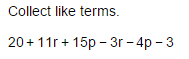 Collect like terms.
20 + 11r + 15p – 3r – 4p – 3